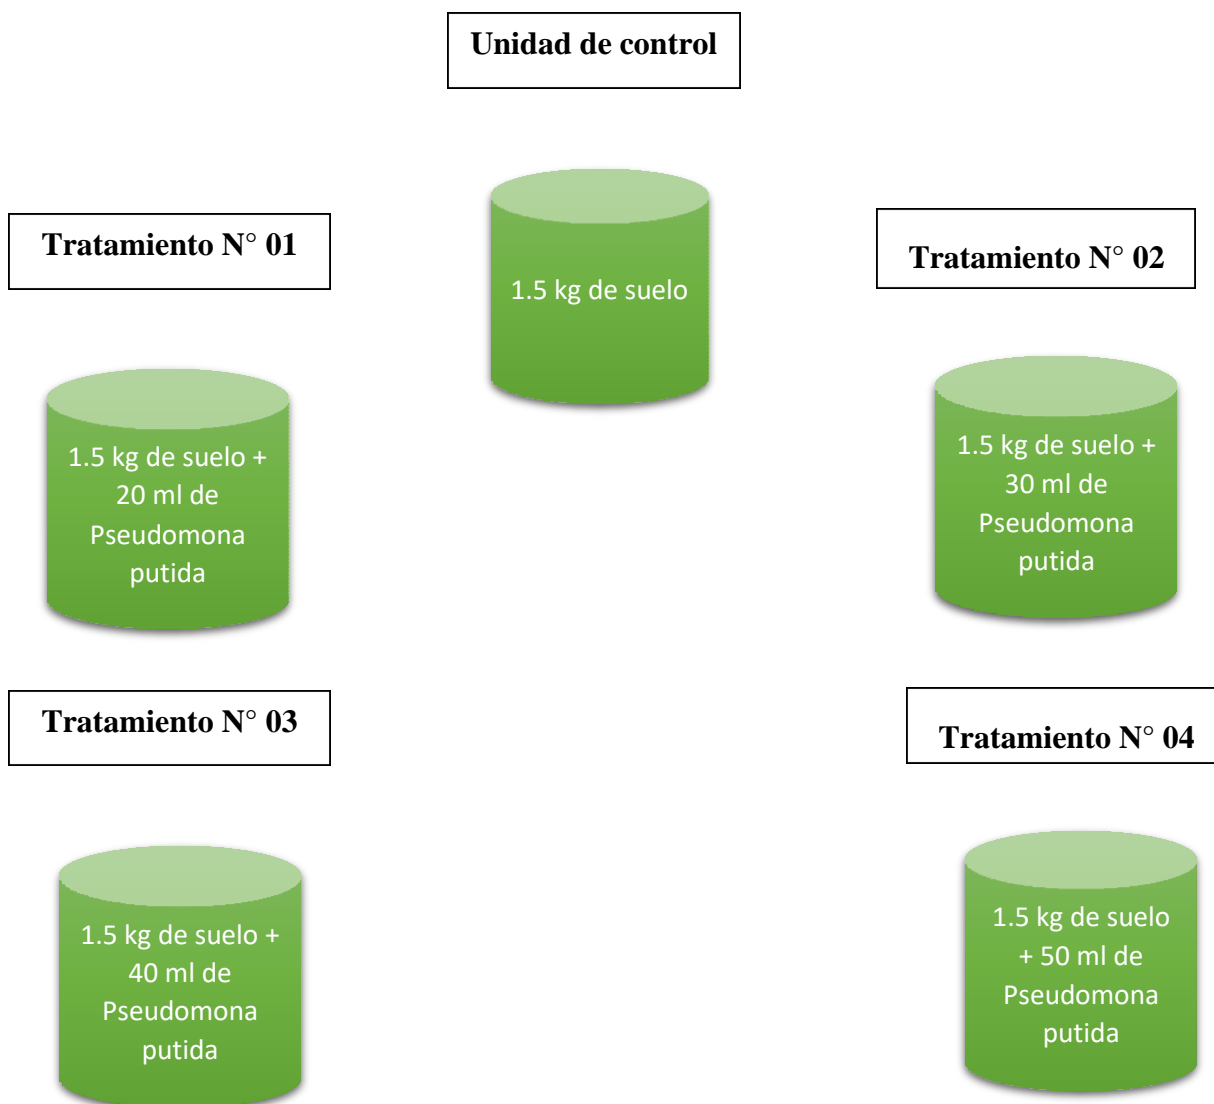 Unidad de control
1.5 kg de suelo
Tratamiento N° 01
1.5 kg de suelo +
20 ml de
Pseudomona
putida
Tratamiento N° 02
1.5 kg de suelo +
30 ml de
Pseudomona
putida
Tratamiento N° 03
1.5 kg de suelo +
40 ml de
Pseudomona
putida
Tratamiento N° 04
1.5 kg de suelo
+ 50 ml de
Pseudomona
putida